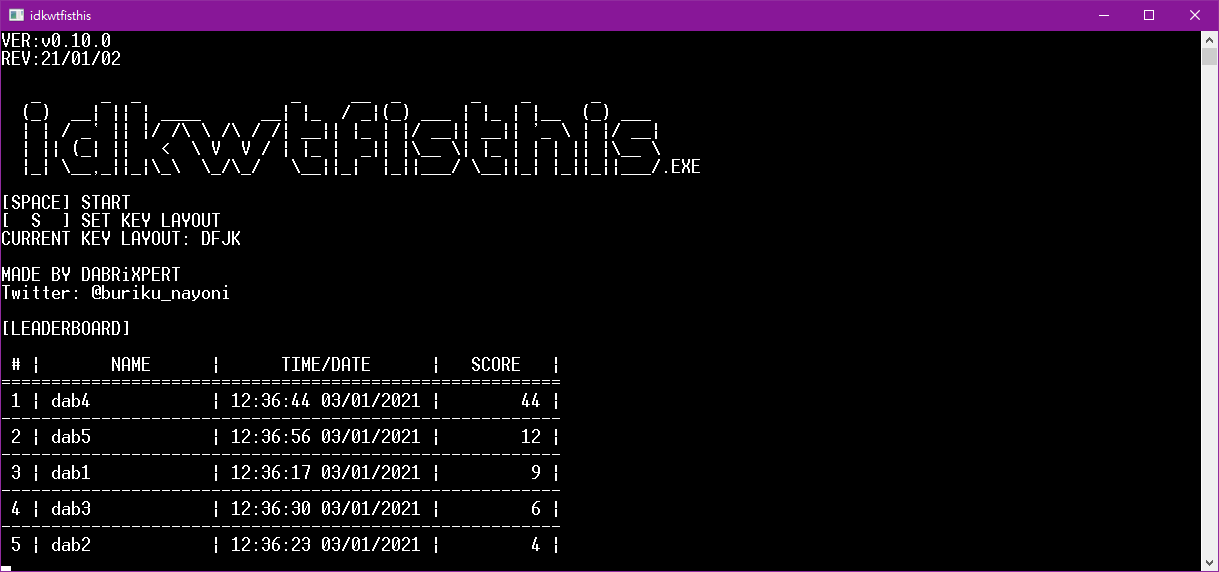 idkwtfisthis
VER:v0.10.0
REV:21/01/02
idkwtfisthis.EXE
[SPACE] START
[  S  ] SET KEY LAYOUT
CURRENT KEY LAYOUT: DFJK
MADE BY DABRiXPERT
Twitter: @buriku_nayoni
[LEADERBOARD]
# | NAME | TIME/DATE | SCORE |
1 | dab4 | 12:36:44 03/01/2021 | 44 |
2 | dab5 | 12:36:56 03/01/2021 | 12 |
3 | dab1 | 12:36:17 03/01/2021 | 9 |
4 | dab3 | 12:36:30 03/01/2021 | 6 |
5 | dab2 | 12:36:23 03/01/2021 | 4 |